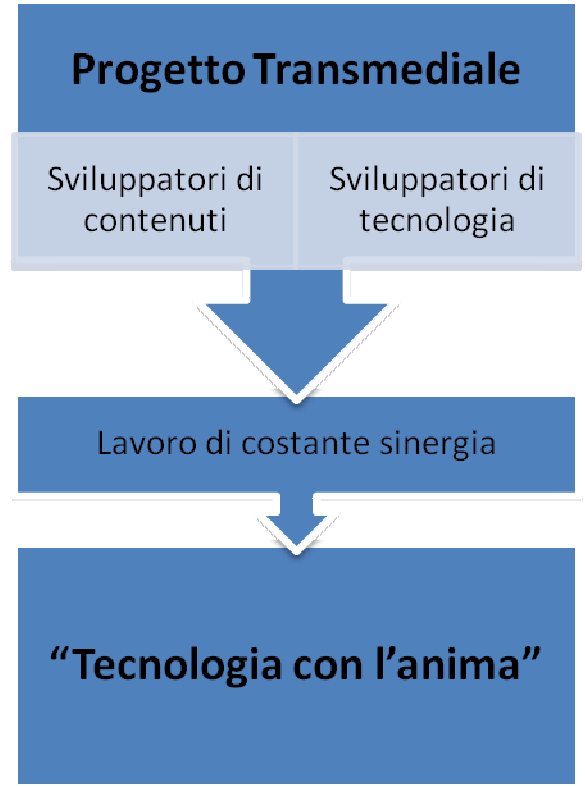 Progetto Transmediale
Sviluppatori di
contenuti
Sviluppatori di
tecnologia
Lavoro di costante sinergia
“Tecnologia con l’anima”